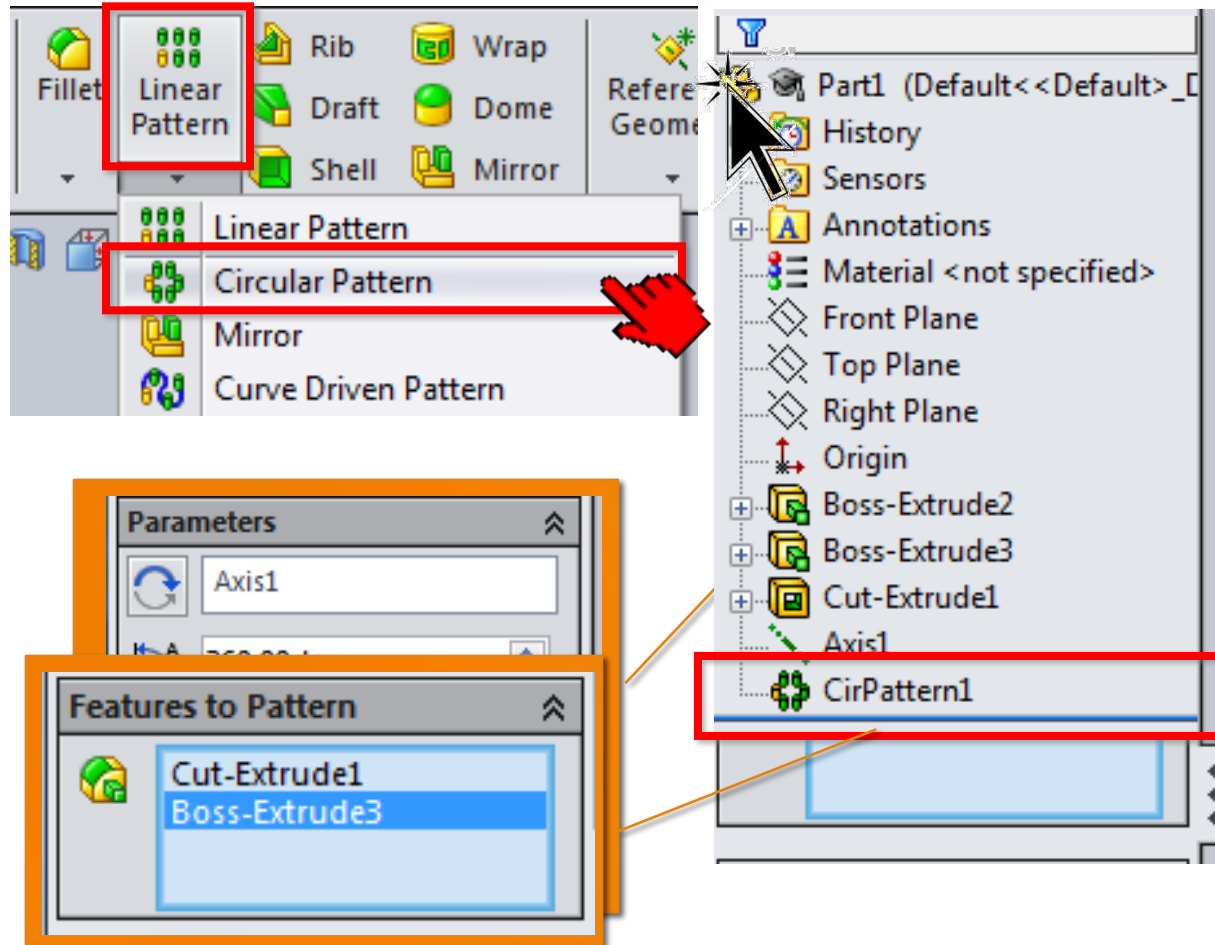 Fillet
Linear
Pattern
Rib
Draft
Shell
Wrap
Dome
Mirror
Linear Pattern
Circular Pattern
Mirror
Curve Driven Pattern
Part1 (Default<<Default>_D
History
Sensors
Annotations
Material <not specified>
Front Plane
Top Plane
Right Plane
Origin
Boss-Extrude2
Boss-Extrude3
Cut-Extrude1
Axis1
CirPattern1
Parameters
Axis1
Features to Pattern
Cut-Extrude1
Boss-Extrude3